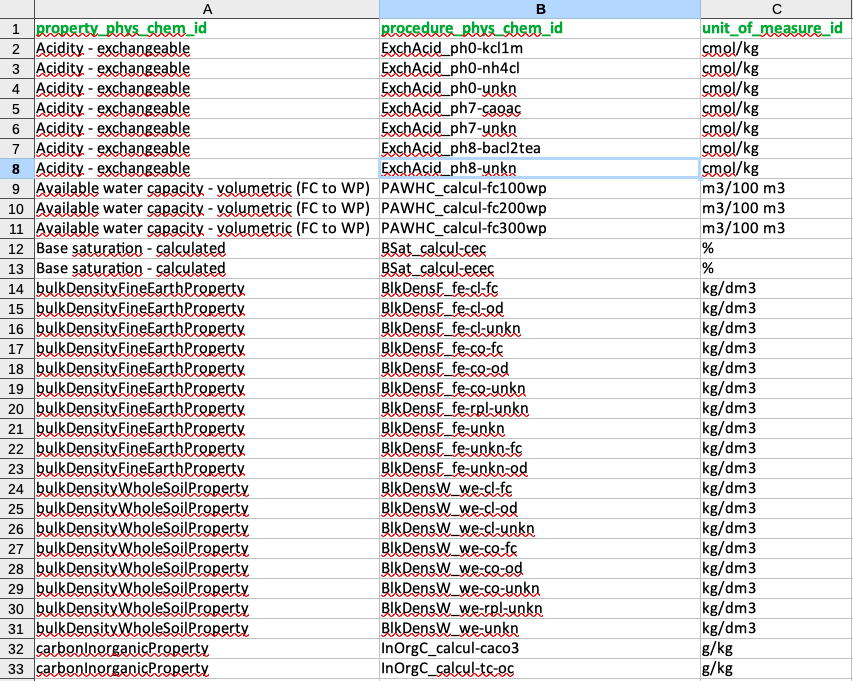 A B C
1 property_phys_chem_id procedure_phys_chem_id unit_of_measure_id
2 Acidity - exchangeable ExchAcid_ph0-kcl1m cmol/kg
3 Acidity - exchangeable ExchAcid_ph0-nh4cl cmol/kg
4 Acidity - exchangeable ExchAcid_ph0-unkn cmol/kg
5 Acidity - exchangeable ExchAcid_ph7-caoac cmol/kg
6 Acidity - exchangeable ExchAcid_ph7-unkn cmol/kg
7 Acidity - exchangeable ExchAcid_ph8-bacl2tea cmol/kg
8 Acidity - exchangeable ExchAcid_ph8-unkn cmol/kg
9 Available water capacity - volumetric (FC to WP) PAWHC_calcul-fc100wp m3/100 m3
10 Available water capacity - volumetric (FC to WP) PAWHC_calcul-fc200wp m3/100 m3
11 Available water capacity - volumetric (FC to WP) PAWHC_calcul-fc300wp m3/100 m3
12 Base saturation - calculated BSat_calcul-cec %
13 Base saturation - calculated BSat_calcul-ecec %
14 bulkDensityFineEarthProperty BlkDensF_fe-cl-fc kg/dm3
15 bulkDensityFineEarthProperty BlkDensF_fe-cl-od kg/dm3
16 bulkDensityFineEarthProperty BlkDensF_fe-cl-unkn kg/dm3
17 bulkDensityFineEarthProperty BlkDensF_fe-co-fc kg/dm3
18 bulkDensityFineEarthProperty BlkDensF_fe-co-od kg/dm3
19 bulkDensityFineEarthProperty BlkDensF_fe-co-unkn kg/dm3
20 bulkDensityFineEarthProperty BlkDensF_fe-rpl-unkn kg/dm3
21 bulkDensityFineEarthProperty BlkDensF_fe-unkn kg/dm3
22 bulkDensityFineEarthProperty BlkDensF_fe-unkn-fc kg/dm3
23 bulkDensityFineEarthProperty BlkDensF_fe-unkn-od kg/dm3
24 bulkDensityWholeSoilProperty BlkDensW_we-cl-fc kg/dm3
25 bulkDensityWholeSoilProperty BlkDensW_we-cl-od kg/dm3
26 bulkDensityWholeSoilProperty BlkDensW_we-cl-unkn kg/dm3
27 bulkDensityWholeSoilProperty BlkDensW_we-co-fc kg/dm3
28 bulkDensityWholeSoilProperty BlkDensW_we-co-od kg/dm3
29 bulkDensityWholeSoilProperty BlkDensW_we-co-unkn kg/dm3
30 bulkDensityWholeSoilProperty BlkDensW_we-rpl-unkn kg/dm3
31 bulkDensityWholeSoilProperty BlkDensW_we-unkn kg/dm3
32 carbonInorganicProperty InOrgC_calcul-caco3 g/kg
33 carbonInorganicProperty InOrgC_calcul-tc-oc g/kg